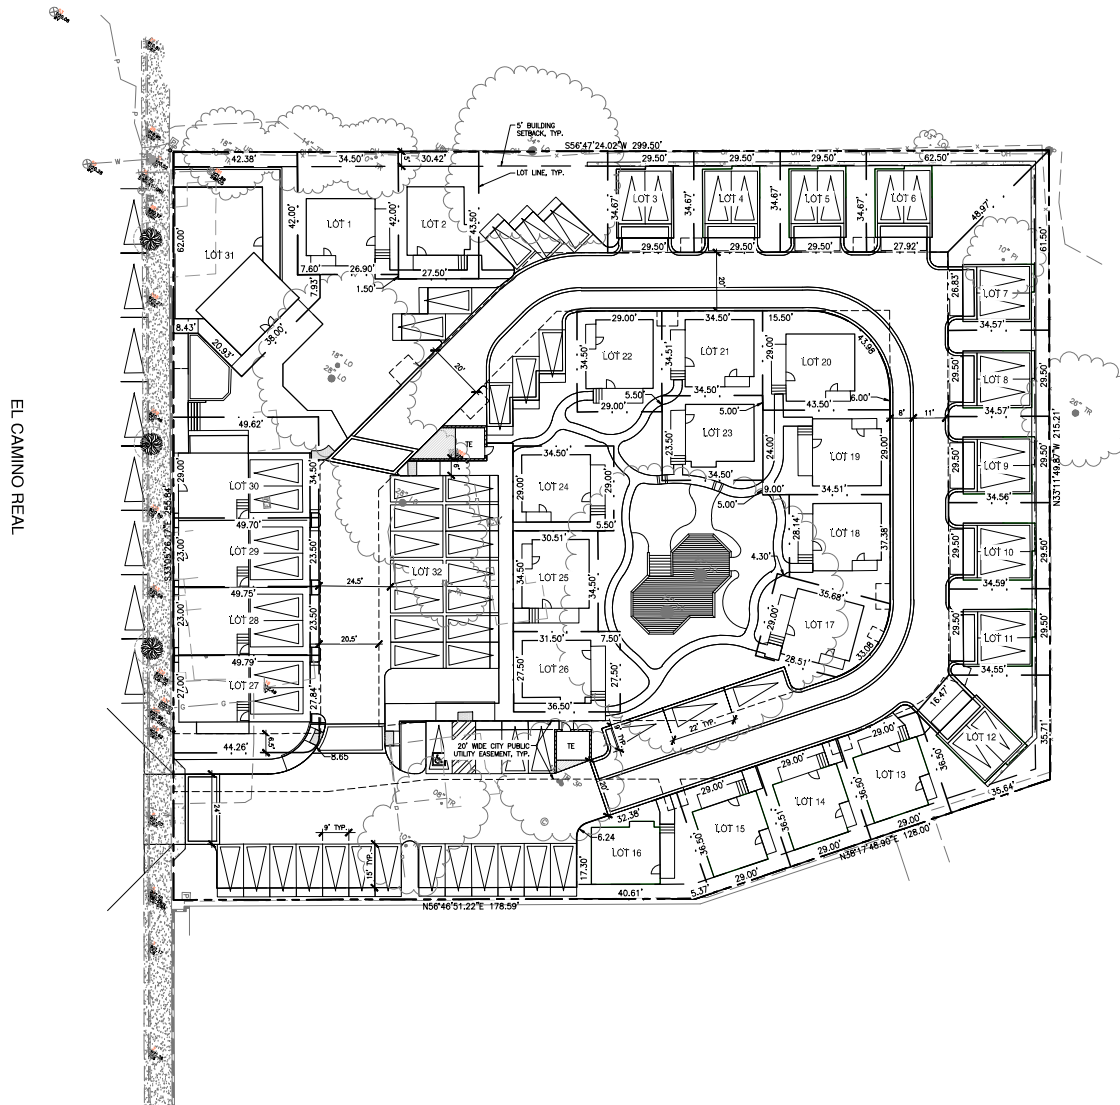 5' BUILDING
SETBACK, TYP.
S56°47'24.02"W 299.50'
42.38'
34.50'
30.42'
29.50'
29.50'
29.50'
62.50'
LOT LINE, TYP.
LOT 1
LOT 2
LOT 3
LOT 4
LOT 5
LOT 6
42.00'
42.00'
43.50'
34.67'
34.67'
34.67'
34.67'
48.97'
61.50'
62.00'
LOT 31
7.60'
26.90'
27.50'
29.50'
29.50'
29.50'
27.92'
7.93'
1.50'
20'
26.83'
LOT 7
34.57'
8.43'
20.93'
38.00'
29.00'
34.50'
15.50'
43.98
34.50'
LOT 22
34.51'
LOT 21
29.00'
LOT 20
18" LO
28" LO
20'
29.50'
LOT 8
29.50'
34.57'
5.50'
34.50'
29.00'
5.00'
43.50'
6.00'
8'
11'
28" TR
EL CAMINO REAL
49.62'
TE
LOT 23
23.50'
24.00'
LOT 19
29.00'
N33°11'49.87"W 215.21'
34.50'
34.50'
34.51'
9.00'
5.00'
29.50'
LOT 9
29.50'
34.56'
29.00'
LOT 30
34.50'
29.00'
LOT 24
29.00'
5.50'
49.70'
23.00'
LOT 29
23.50'
30.51'
28.14'
LOT 18
37.38'
29.50'
LOT 10
29.50'
34.59'
LOT 32
24.5'
34.50'
LOT 25
34.50'
4.30'
49.75'
23.00'
LOT 28
23.50'
35.68'
29.00'
LOT 17
33.08
28.51'
29.50'
LOT 11
29.50'
34.55'
20.5'
31.50'
7.50'
49.79'
27.00'
LOT 27
27.84'
27.50'
LOT 26
27.50'
36.50'
16.47'
22' TYP.
LOT 12
35.71'
35.64'
44.26'
6.5'
8.65
20' WIDE CITY PUBLIC
UTILITY EASEMENT, TYP.
TE
29.00'
LOT 13
36.50'
29.00'
36.50'
29.00'
LOT 14
29.00'
36.51'
29.00'
LOT 15
36.50'
29.00'
N38°17'48.90"E 128.00'
24'
32.38'
6.24
LOT 16
17.30'
9' TYP.
15' TYP.
40.61'
5.37'
N56°46'51.22"E 178.59'